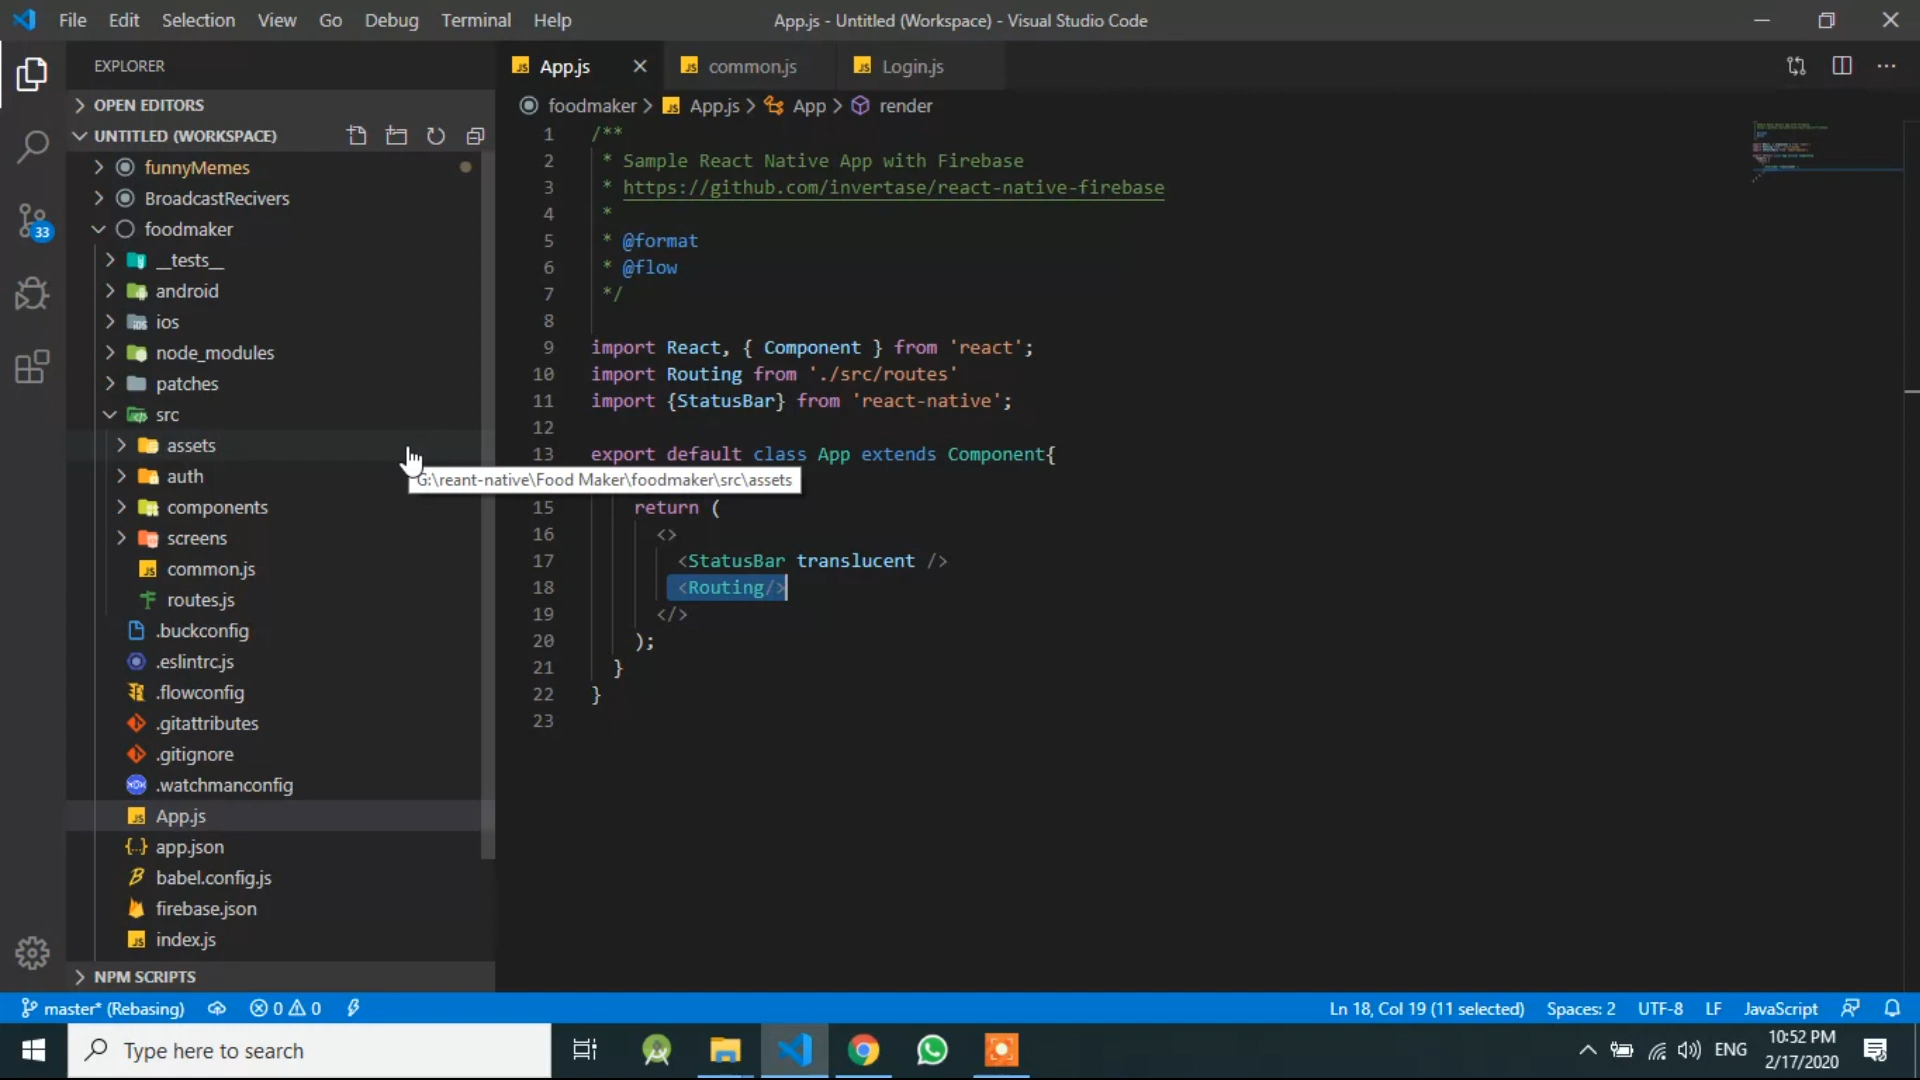 File Edit Selection View Go Debug Terminal Help
App.js - Untitled (Workspace) - Visual Studio Code
EXPLORER
OPEN EDITORS
UNTITLED (WORKSPACE)
funnyMemes
BroadcastRecivers
foodmaker
__tests__
android
ios
node_modules
patches
src
assets
auth
components
screens
common.js
routes.js
.buckconfig
.eslintrc.js
.flowconfig
.gitattributes
.gitignore
.watchmanconfig
App.js
app.json
babel.config.js
firebase.json
index.js
NPM SCRIPTS
33
App.js
common.js
Login.js
foodmaker > App.js > App > render
1 /**
2 * Sample React Native App with Firebase
3 * https://github.com/invertase/react-native-firebase
4 *
5 * @format
6 * @flow
7 */
8
9 import React, { Component } from 'react';
10 import Routing from './src/routes'
11 import {StatusBar} from 'react-native';
12
13 export default class App extends Component{
G:\reant-native\Food Maker\foodmaker\src\assets
15 return (
16 <>
17 <StatusBar translucent />
18 <Routing/>
19 </>
20 );
21 }
22 }
23
master* (Rebasing) 0 0
Ln 18, Col 19 (11 selected) Spaces: 2 UTF-8 LF JavaScript
Type here to search
ENG
10:52 PM
2/17/2020